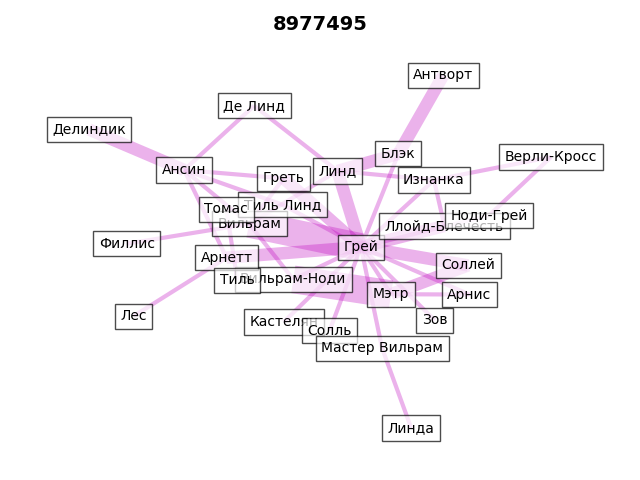 8977495
Антворт
Де Линд
Делиндик
Блэк
Верли-Кросс
Ансин
Линд
Греть
Изнанка
Тиль Линд
Томас
Ноди-Грей
Вильрам
Ллойд-Блечесть
Филлис
Грей
Арнетт
Соллей
Вильрам-Ноди
Тиль
Мэтр
Арнис
Лес
Кастелян
Зов
Солль
Мастер Вильрам
Линда